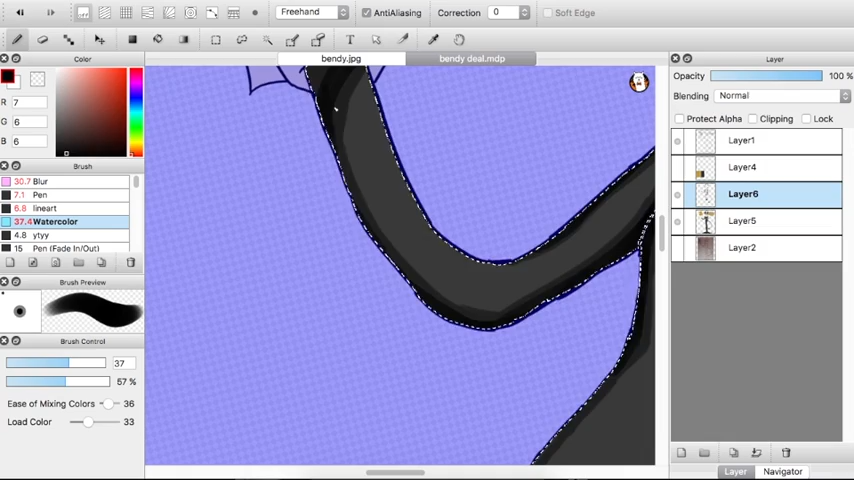 Freehand AntiAliasing Correction 0 Soft Edge
T
bendy.jpg bendy deal.mdp
Color
R 7
G 6
B 6
Brush
30.7 Blur
7.1 Pen
6.8 lineart
37.4 Watercolor
4.8 ytyy
15 Pen (Fade In/Out)
Brush Preview
Brush Control
37
57 %
Ease of Mixing Colors 36
Load Color 33
Layer
Opacity 100 %
Blending Normal
Protect Alpha Clipping Lock
Layer1
Layer4
Layer6
Layer5
Layer2
Layer Navigator